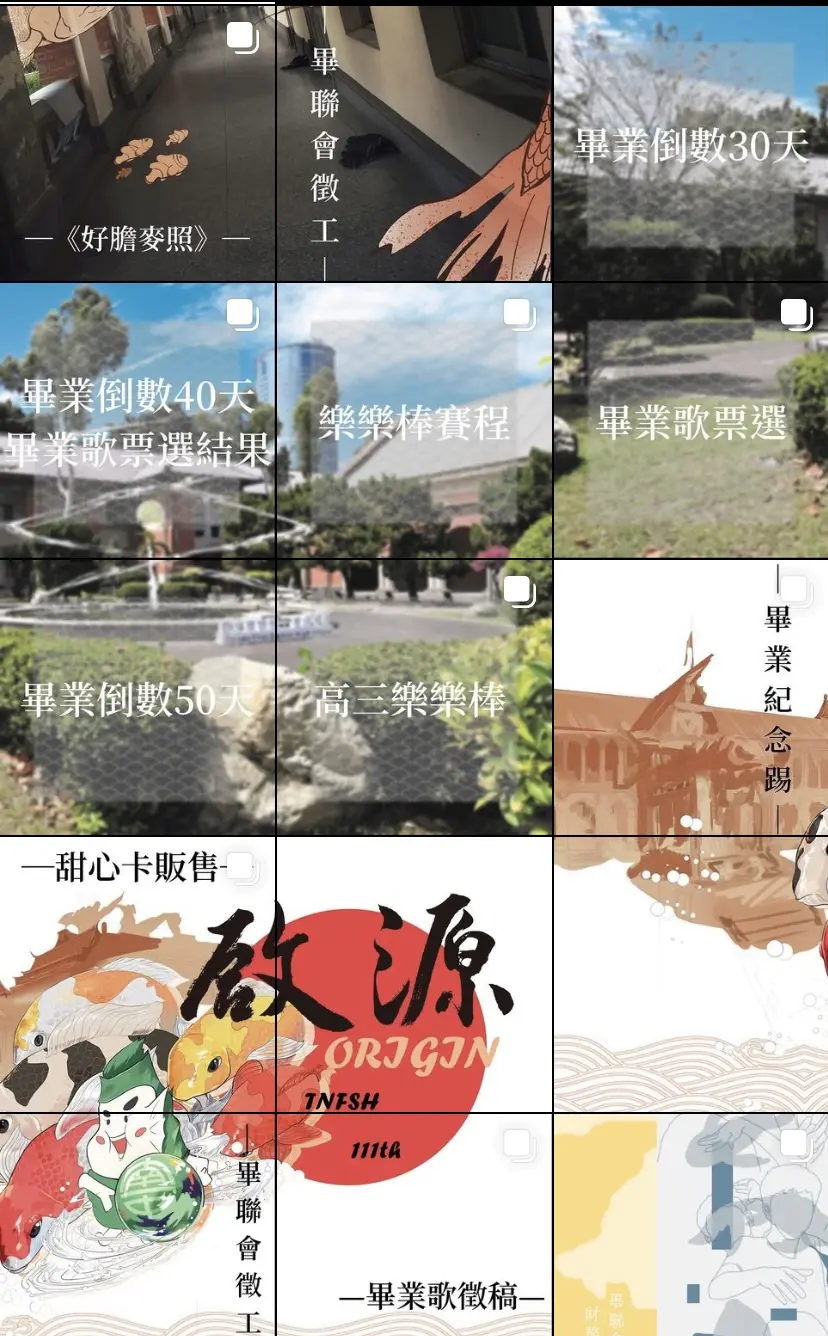 —《好膽麥照》—
—畢聯會徵工—
畢業倒數30天
畢業倒數40天
畢業歌票選結果
樂樂棒賽程
畢業歌票選
畢業倒數50天
高三樂樂棒
—畢業紀念踢—
—甜心卡販售—
啟源
ORIGIN
TNFSH
111th
—畢聯會徵工
—畢業歌徵稿—
畢聯會